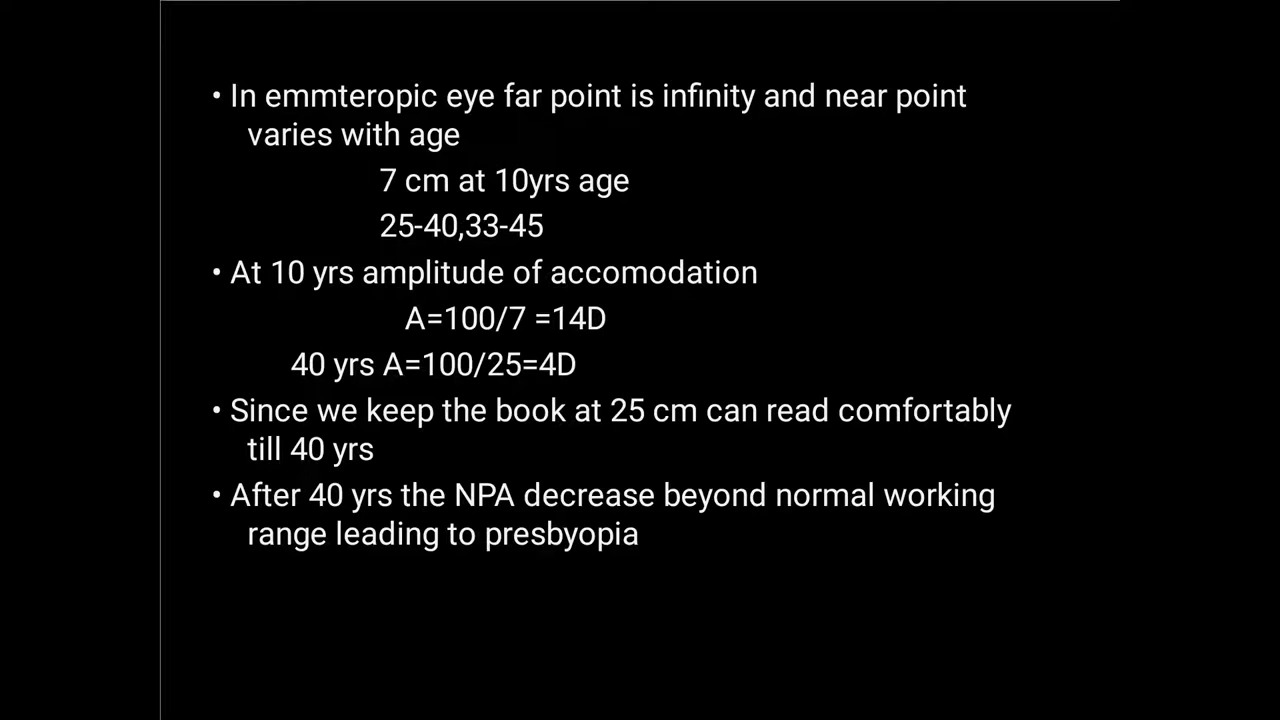 • In emmteropic eye far point is infinity and near point
varies with age
7 cm at 10yrs age
25-40,33-45
• At 10 yrs amplitude of accomodation
A=100/7 =14D
40 yrs A=100/25=4D
• Since we keep the book at 25 cm can read comfortably
till 40 yrs
• After 40 yrs the NPA decrease beyond normal working
range leading to presbyopia